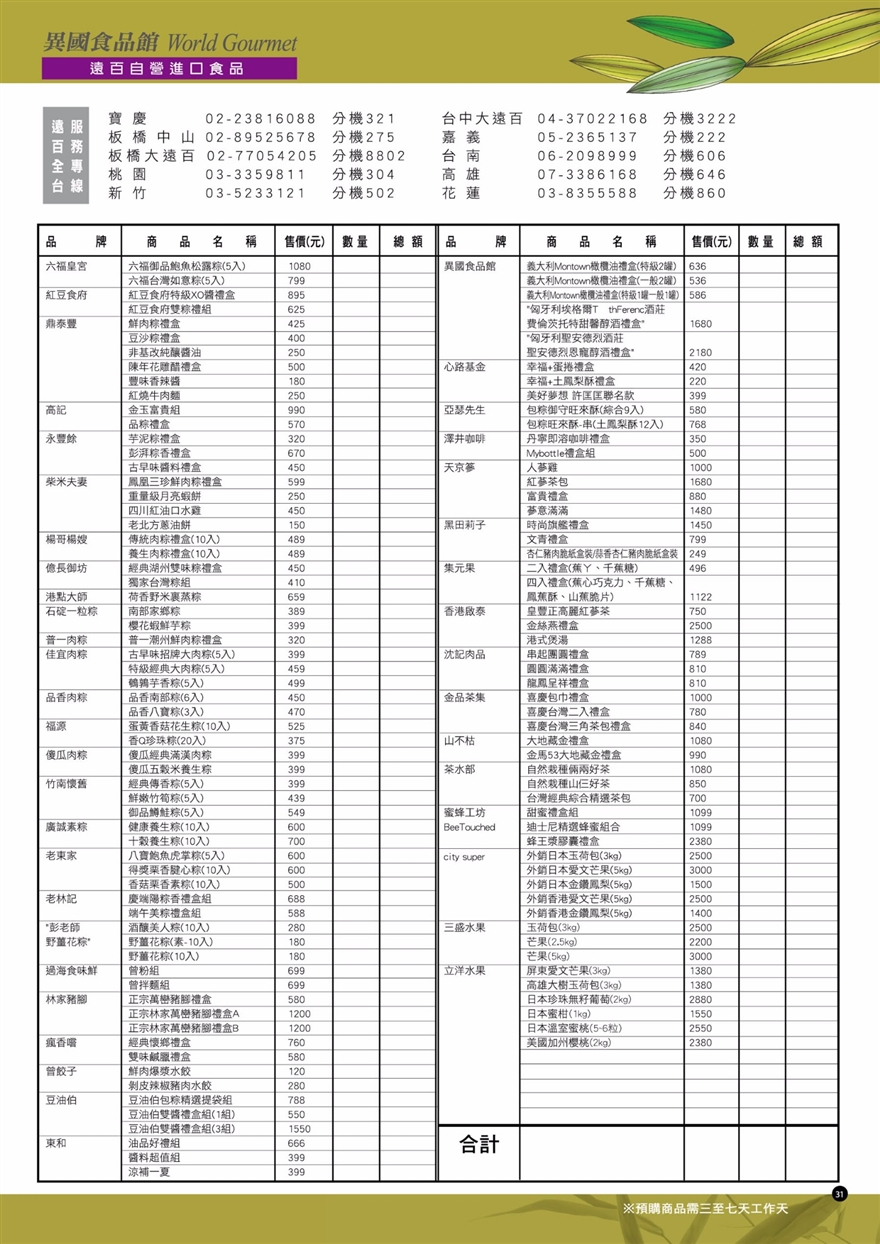 異國食品館 World Gourmet
遠百自營進口食品
遠百全台服務專線
寶慶 02-23816088 分機321
板橋中山 02-89525678 分機275
板橋大遠百 02-77054205 分機8802
桃園 03-3359811 分機304
新竹 03-5233121 分機502
台中大遠百 04-37022168 分機3222
嘉義 05-2365137 分機222
台南 06-2098999 分機606
高雄 07-3386168 分機646
花蓮 03-8355588 分機860
品牌 商品名稱 售價(元) 數量 總額
六福皇宮 六福御品鮑魚松露粽(5入) 1080
六福台灣如意粽(5入) 799
紅豆食府 紅豆食府特級XO醬禮盒 895
紅豆食府雙粽禮組 625
鼎泰豐 鮮肉粽禮盒 425
豆沙粽禮盒 400
非基改純釀醬油 250
陳年花雕醋禮盒 500
豐味香辣醬 180
紅燒牛肉麵 250
高記 金玉富貴組 990
品粽禮盒 570
永豐餘 芋泥粽禮盒 320
彭湃粽香禮盒 670
古早味醬料禮盒 450
柴米夫妻 鳳凰三珍鮮肉粽禮盒 599
重量級月亮蝦餅 250
四川紅油口水雞 450
老北方蔥油餅 150
楊哥楊嫂 傳統肉粽禮盒(10入) 489
養生肉粽禮盒(10入) 489
億長御坊 經典湖州雙味粽禮盒 450
獨家台灣粽組 410
港點大師 荷香野米裹蒸粽 659
石碇一粒粽 南部家鄉粽 389
櫻花蝦鮮芋粽 399
普一肉粽 普一潮州鮮肉粽禮盒 320
佳宜肉粽 古早味招牌大肉粽(5入) 399
特級經典大肉粽(5入) 459
鵪鶉芋香粽(5入) 499
品香肉粽 品香南部粽(6入) 450
品香八寶粽(3入) 470
福源 蛋黃香菇花生粽(10入) 525
香Q珍珠粽(20入) 375
傻瓜肉粽 傻瓜經典滿漢肉粽 399
傻瓜五榖米養生粽 399
竹南懷舊 經典傳香粽(5入) 399
鮮嫩竹筍粽(5入) 439
御品鱘鮭粽(5入) 549
廣誠素粽 健康養生粽(10入) 600
十榖養生粽(10入) 700
老東家 八寶鮑魚虎掌粽(5入) 600
得獎栗香腱心粽(10入) 600
香菇栗香素粽(10入) 500
老林記 慶端陽粽香禮盒組 688
端午美粽禮盒組 588
"彭老師 酒釀美人粽(10入) 280
野薑花粽" 野薑花粽(素-10入) 180
野薑花粽(10入) 180
過海食味鮮 曾粉組 699
曾拌麵組 699
林家豬腳 正宗萬巒豬腳禮盒 580
正宗林家萬巒豬腳禮盒A 1200
正宗林家萬巒豬腳禮盒B 1200
瘋香嚐 經典懷鄉禮盒 760
雙味鹹臘禮盒 580
曾餃子 鮮肉爆漿水餃 120
剝皮辣椒豬肉水餃 280
豆油伯 豆油伯包粽精選提袋組 788
豆油伯雙醬禮盒組(1組) 550
豆油伯雙醬禮盒組(3組) 1550
東和 油品好禮組 666
醬料超值組 399
涼補一夏 399
品牌 商品名稱 售價(元) 數量 總額
異國食品館 義大利Montown橄欖油禮盒(特級2罐) 636
義大利Montown橄欖油禮盒(一般2罐) 536
義大利Montown橄欖油禮盒(特級1罐一般1罐) 586
"匈牙利埃格爾T thFerenc酒莊
費倫茨托特甜馨醇酒禮盒" 1680
"匈牙利聖安德烈酒莊
聖安德烈恩寵醇酒禮盒" 2180
心路基金 幸福+蛋捲禮盒 420
幸福+土鳳梨酥禮盒 220
美好夢想 許匡匡聯名款 399
亞瑟先生 包粽御守旺來酥(綜合9入) 580
包粽旺來酥-串(土鳳梨酥12入) 768
澤井咖啡 丹寧即溶咖啡禮盒 350
Mybottle禮盒組 500
天京蔘 人蔘雞 1000
紅蔘茶包 1680
富貴禮盒 880
蔘意滿滿 1480
黑田莉子 時尚旗艦禮盒 1450
文青禮盒 799
杏仁豬肉脆紙盒裝/蒜香杏仁豬肉脆紙盒裝 249
集元果 二入禮盒(蕉丫、千蕉糖) 496
四入禮盒(蕉心巧克力、千蕉糖、
鳳蕉酥、山蕉脆片) 1122
香港啟泰 皇豐正高麗紅蔘茶 750
金絲燕禮盒 2500
港式煲湯 1288
沈記肉品 串起團圓禮盒 789
圓圓滿滿禮盒 810
龍鳳呈祥禮盒 810
金品茶集 喜慶包巾禮盒 1000
喜慶台灣二入禮盒 780
喜慶台灣三角茶包禮盒 840
山不枯 大地藏金禮盒 1080
金馬53大地藏金禮盒 990
茶水部 自然栽種倆兩好茶 1080
自然栽種山仨好茶 850
台灣經典綜合精選茶包 700
蜜蜂工坊 甜蜜禮盒組 1099
BeeTouched 迪士尼精選蜂蜜組合 1099
蜂王漿膠囊禮盒 2380
city super 外銷日本玉荷包(3kg) 2500
外銷日本愛文芒果(5kg) 3000
外銷日本金鑽鳳梨(5kg) 1500
外銷香港愛文芒果(5kg) 2500
外銷香港金鑽鳳梨(5kg) 1400
三盛水果 玉荷包(3kg) 2500
芒果(2.5kg) 2200
芒果(5kg) 3000
立洋水果 屏東愛文芒果(3kg) 1380
高雄大樹玉荷包(3kg) 1380
日本珍珠無籽葡萄(2kg) 2880
日本蜜柑(1kg) 1550
日本溫室蜜桃(5-6粒) 2550
美國加州櫻桃(2kg) 2380
合計
31
※預購商品需三至七天工作天